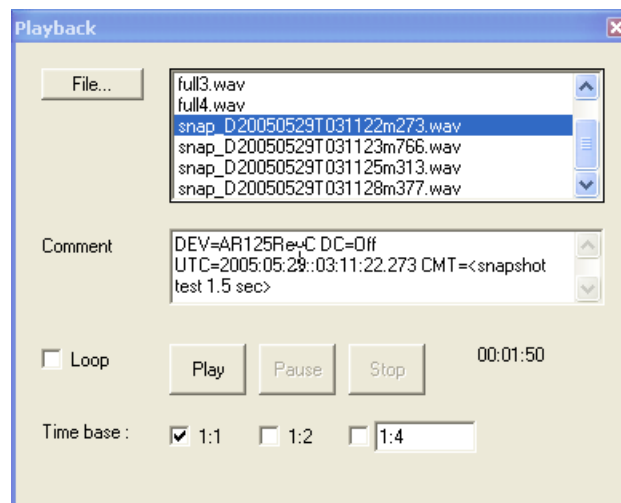 Playback
File...
full3.wav
full4.wav
snap_D20050529T031122m273.wav
snap_D20050529T031123m766.wav
snap_D20050529T031125m313.wav
snap_D20050529T031128m377.wav
Comment
DEV=AR125RevC DC=Off
UTC=2005:05:29::03:11:22.273 CMT=<snapshot
test 1.5 sec>
Loop
Play
Pause
Stop
00:01:50
Time base :
1:1
1:2
1:4